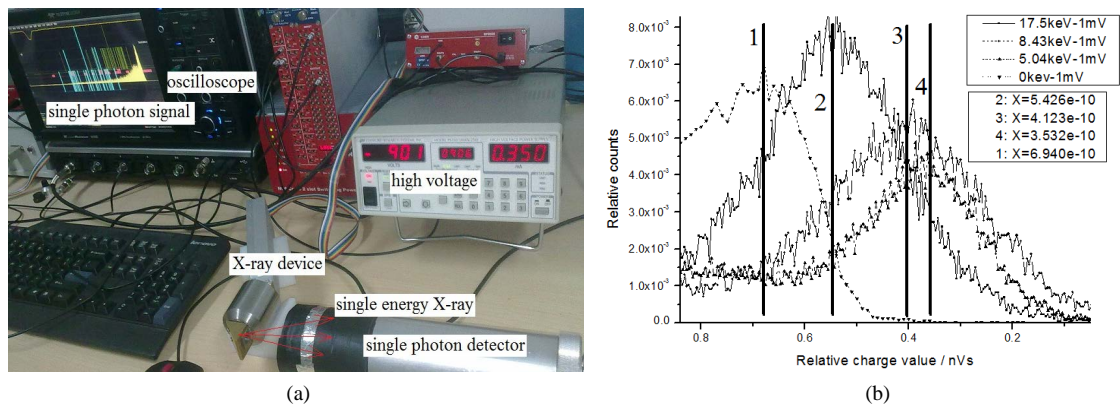 oscilloscope
single photon signal
901
0.350
high voltage
X-ray device
single energy X-ray
single photon detector
(a)
(b)
8.0x10⁻³
7.0x10⁻³
6.0x10⁻³
5.0x10⁻³
4.0x10⁻³
3.0x10⁻³
2.0x10⁻³
1.0x10⁻³
0.0
Relative counts
1
2
3
4
17.5keV-1mV
8.43keV-1mV
5.04keV-1mV
0kev-1mV
2: X=5.426e-10
3: X=4.123e-10
4: X=3.532e-10
1: X=6.940e-10
0.8
0.6
0.4
0.2
Relative charge value / nVs